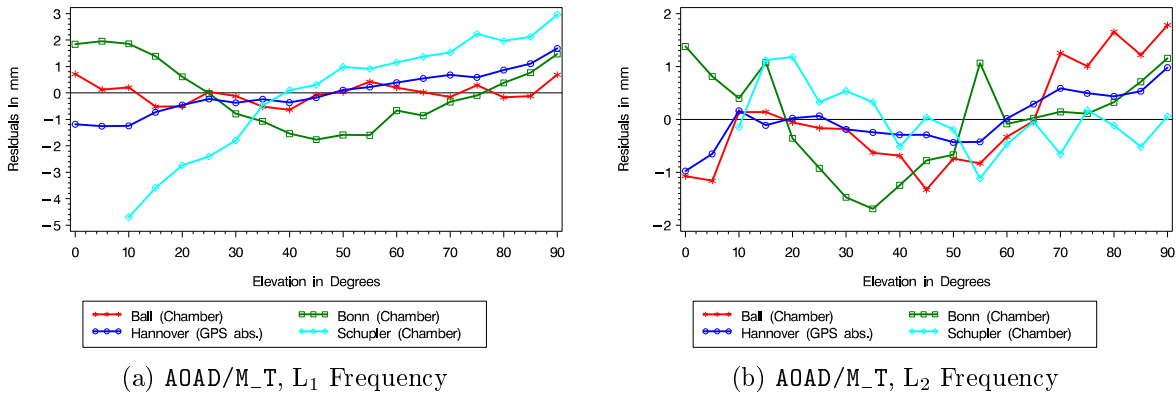 3
2
1
0
−1
−2
−3
−4
−5
Residuals in mm
0 10 20 30 40 50 60 70 80 90
Elevation in Degrees
Ball (Chamber) Bonn (Chamber)
Hannover (GPS abs.) Schupler (Chamber)
(a) AOAD/M_T, L₁ Frequency
2
1
0
−1
−2
Residuals in mm
0 10 20 30 40 50 60 70 80 90
Elevation in Degrees
Ball (Chamber) Bonn (Chamber)
Hannover (GPS abs.) Schupler (Chamber)
(b) AOAD/M_T, L₂ Frequency